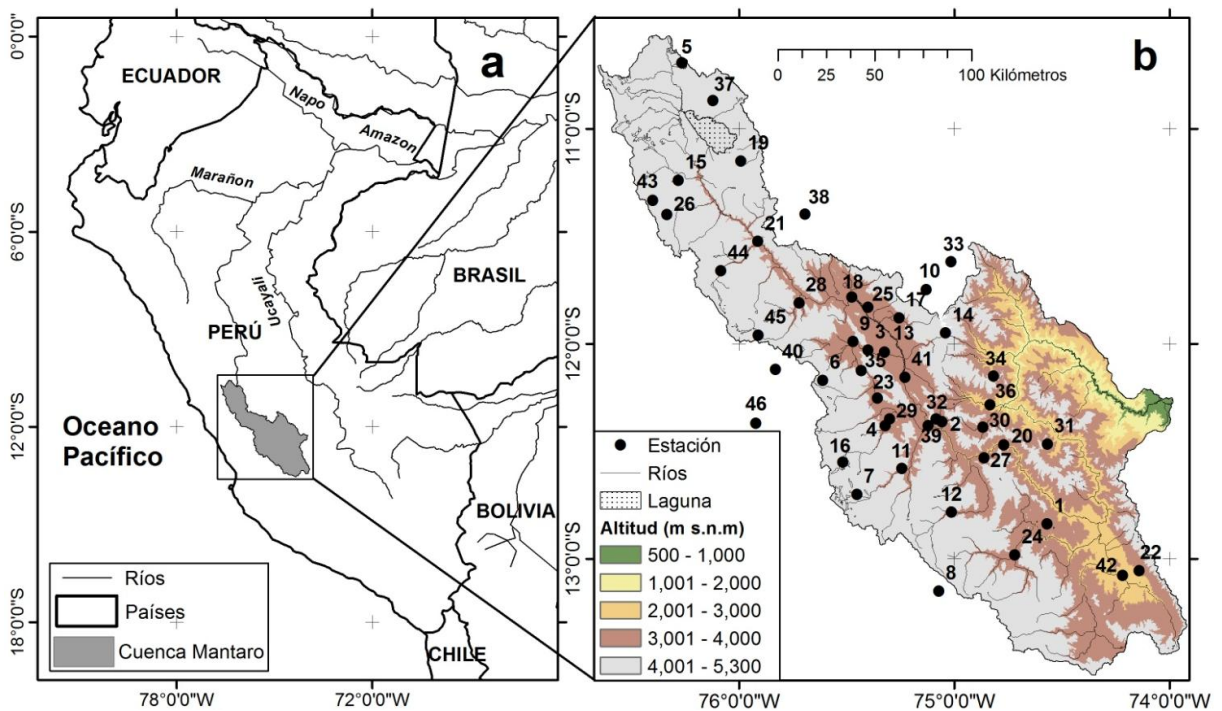 a
ECUADOR
Napo
Amazon
Marañon
Ucayali
BRASIL
PERÚ
Oceano
Pacífico
BOLIVIA
CHILE
Ríos
Países
Cuenca Mantaro
0°0'0"
6°0'0"S
12°0'0"S
18°0'0"S
78°0'0"W
72°0'0"W
b
0 25 50 100 Kilómetros
5
37
19
15
43
26
38
21
33
44
10
28
18
25
17
14
9
3
13
45
40
6
35
41
34
23
36
46
29
32
4
39
2
30
31
20
16
11
27
7
12
1
24
42
22
8
Estación
Ríos
Laguna
Altitud (m s.n.m)
500 - 1,000
1,001 - 2,000
2,001 - 3,000
3,001 - 4,000
4,001 - 5,300
11°0'0"S
12°0'0"S
13°0'0"S
76°0'0"W
75°0'0"W
74°0'0"W